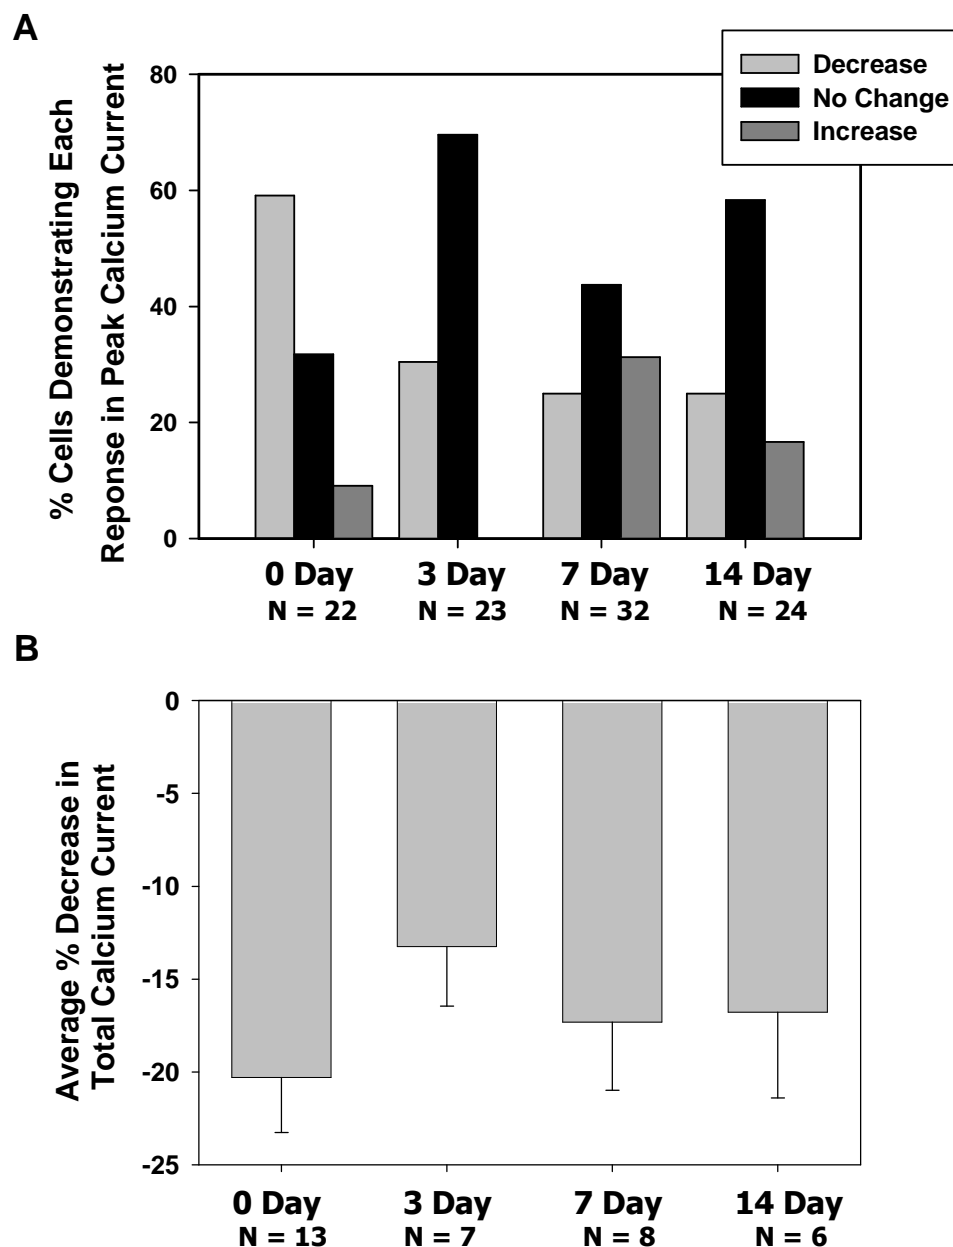 A
Decrease
No Change
Increase
% Cells Demonstrating Each
Reponse in Peak Calcium Current
80
60
40
20
0
0 Day
3 Day
7 Day
14 Day
N = 22
N = 23
N = 32
N = 24
B
Average % Decrease in
Total Calcium Current
0
-5
-10
-15
-20
-25
0 Day
3 Day
7 Day
14 Day
N = 13
N = 7
N = 8
N = 6